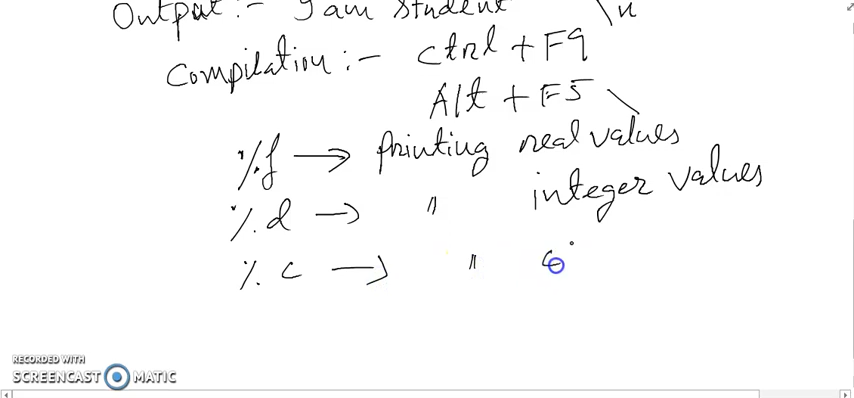 Output :- I am student \n
Compilation :- Ctrl + F9
Alt + F5
%f → Printing real values
%d → " integer values
%c → " c
RECORDED WITH
SCREENCAST MATIC